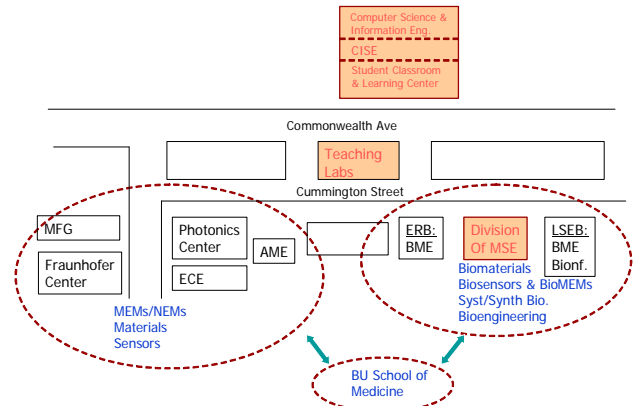 Computer Science &
Information Eng.
CISE
Student Classroom
& Learning Center
Commonwealth Ave
Teaching
Labs
Cummington Street
MFG
Fraunhofer
Center
Photonics
Center
AME
ECE
MEMs/NEMs
Materials
Sensors
ERB:
BME
Division
Of MSE
LSEB:
BME
Bionf.
Biomaterials
Biosensors & BioMEMs
Syst/Synth Bio.
Bioengineering
BU School of
Medicine